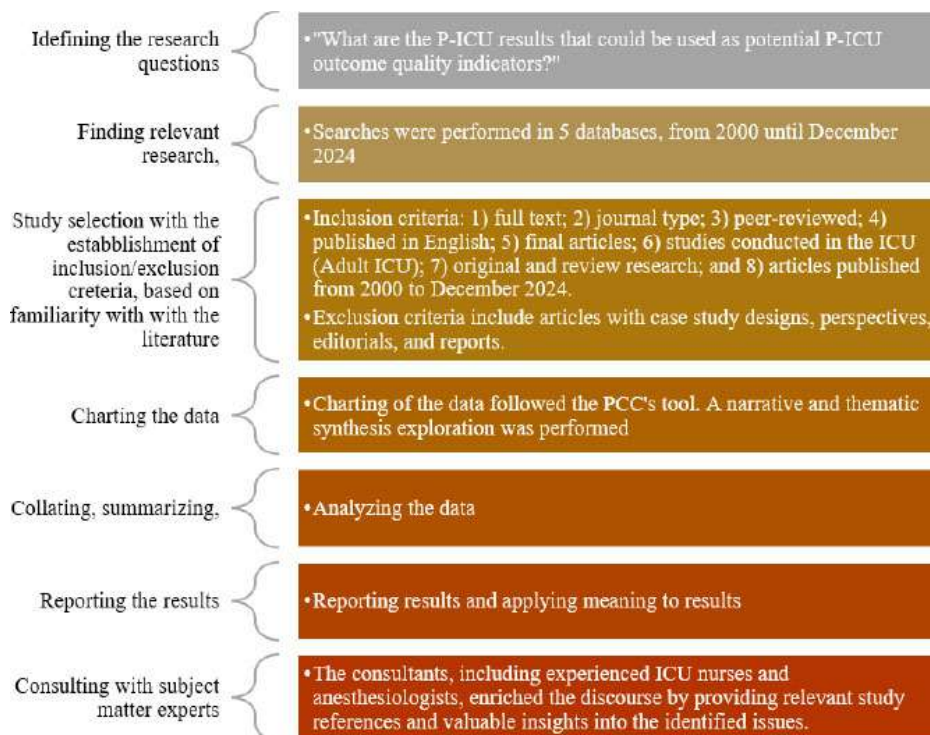 Idefining the research
questions
•"What are the P-ICU results that could be used as potential P-ICU
outcome quality indicators?"
Finding relevant
research,
•Searches were performed in 5 databases, from 2000 until December
2024
Study selection with the
estabblishment of
inclusion/exclusion
creteria, based on
familiarity with with the
literature
•Inclusion criteria: 1) full text; 2) journal type; 3) peer-reviewed; 4)
published in English; 5) final articles; 6) studies conducted in the ICU
(Adult ICU); 7) original and review research; and 8) articles published
from 2000 to December 2024.
•Exclusion criteria include articles with case study designs, perspectives,
editorials, and reports.
Charting the data
•Charting of the data followed the PCC's tool. A narrative and thematic
synthesis exploration was performed
Collating, summarizing,
•Analyzing the data
Reporting the results
•Reporting results and applying meaning to results
Consulting with subject
matter experts
•The consultants, including experienced ICU nurses and
anesthesiologists, enriched the discourse by providing relevant study
references and valuable insights into the identified issues.